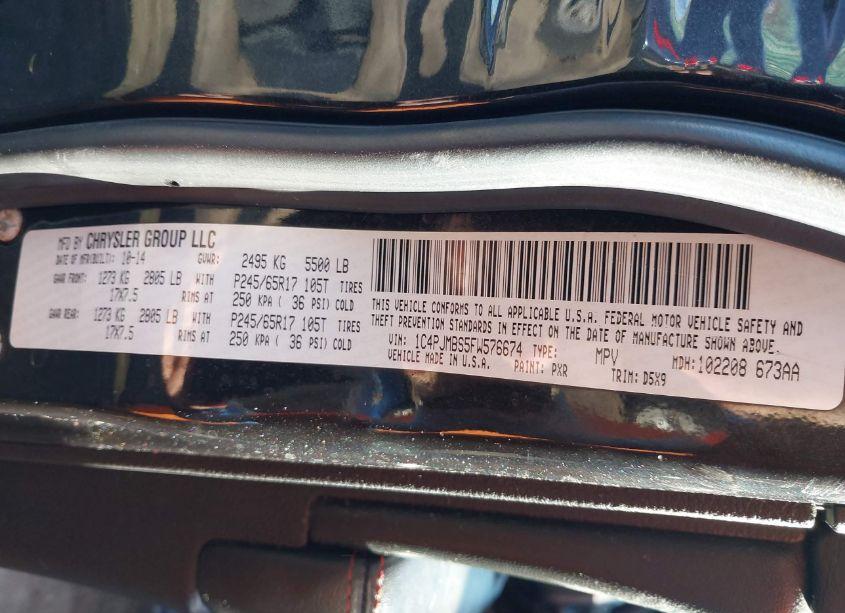 MFD BY CHRYSLER GROUP LLC
DATE OF MFR(BUILT): 10-14 GVWR: 2495 KG 5500 LB
GAWR FRONT: 1273 KG 2805 LB WITH P245/65R17 105T TIRES
17X7.5 RIMS AT 250 KPA ( 36 PSI) COLD
GAWR REAR: 1273 KG 2805 LB WITH P245/65R17 105T TIRES
17X7.5 RIMS AT 250 KPA ( 36 PSI) COLD
THIS VEHICLE CONFORMS TO ALL APPLICABLE U.S.A. FEDERAL MOTOR VEHICLE SAFETY AND
THEFT PREVENTION STANDARDS IN EFFECT ON THE DATE OF MANUFACTURE SHOWN ABOVE.
VIN: 1C4PJMBS5FW576674 TYPE: MPV MDH: 102208 673AA
VEHICLE MADE IN U.S.A. PAINT: PXR TRIM: D5X9